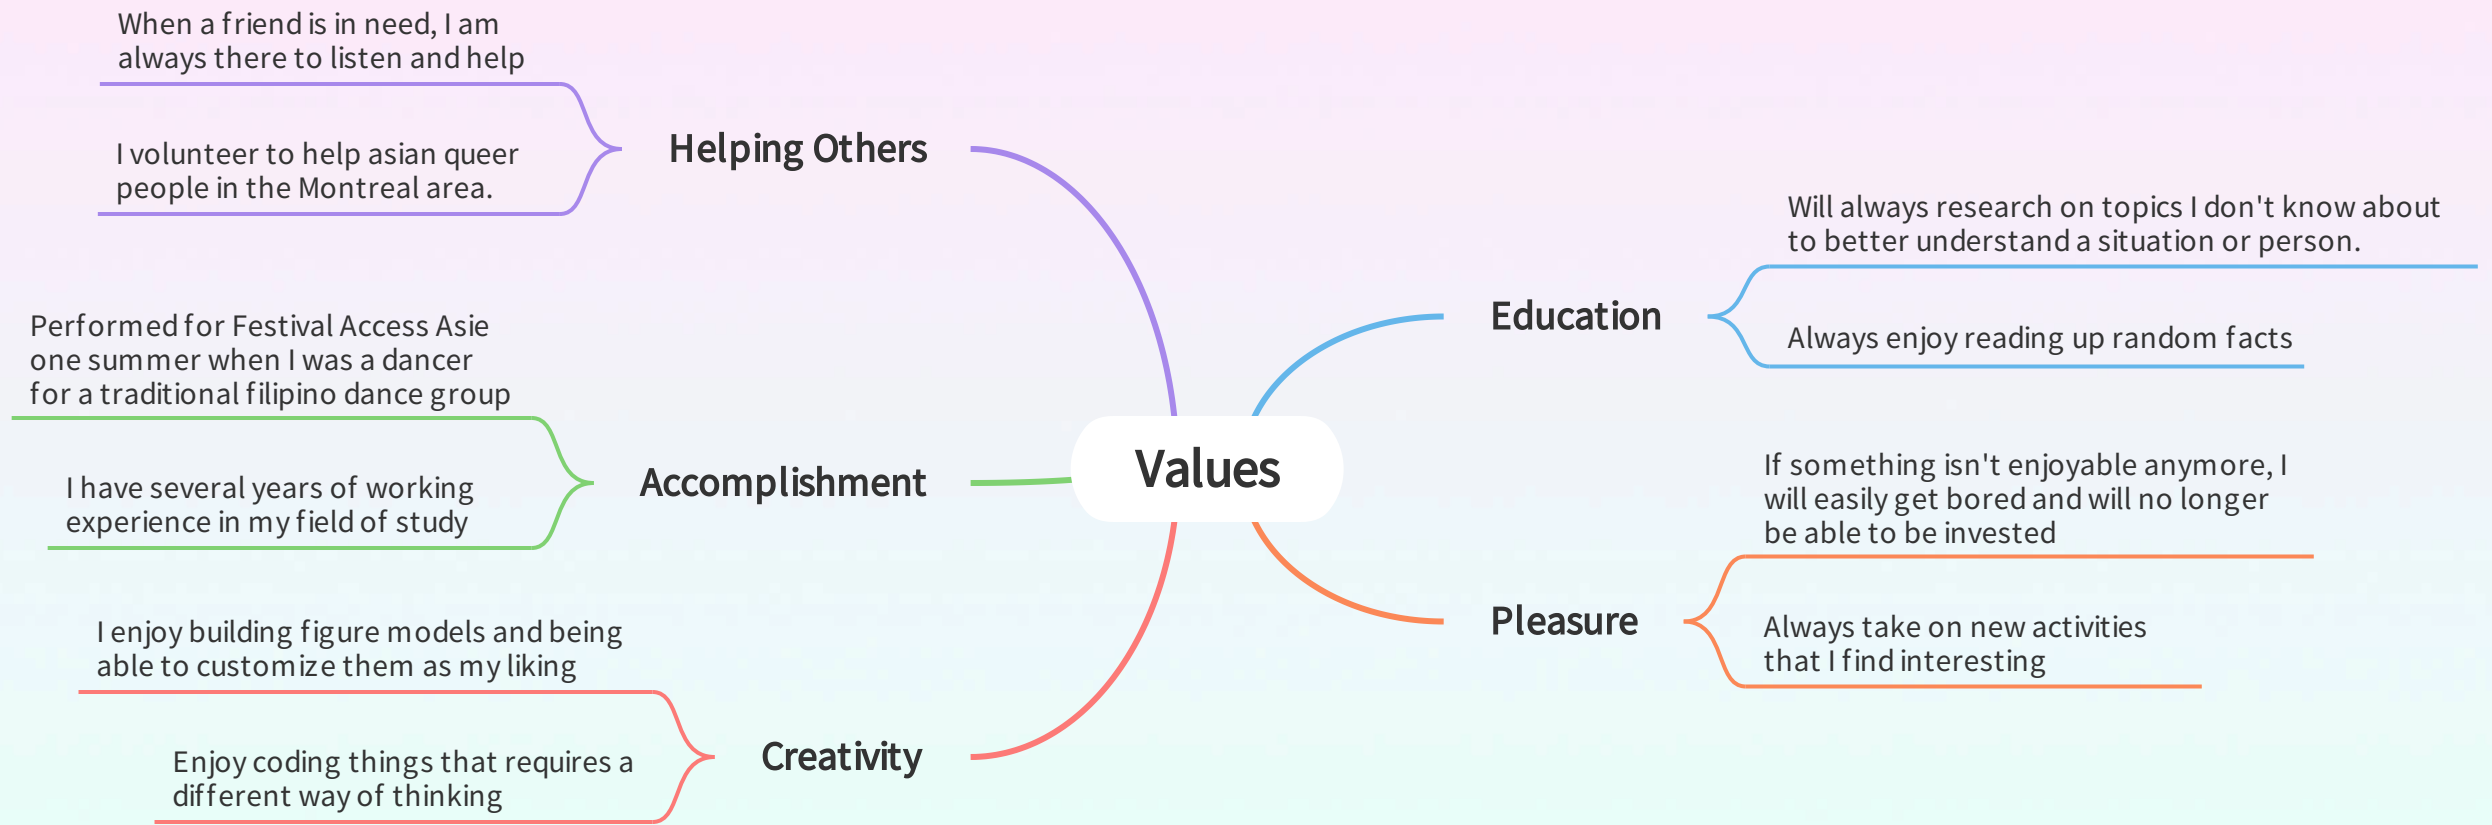 Values
Helping Others
When a friend is in need, I am
always there to listen and help
I volunteer to help asian queer
people in the Montreal area.
Accomplishment
Performed for Festival Access Asie
one summer when I was a dancer
for a traditional filipino dance group
I have several years of working
experience in my field of study
Creativity
I enjoy building figure models and being
able to customize them as my liking
Enjoy coding things that requires a
different way of thinking
Education
Will always research on topics I don't know about
to better understand a situation or person.
Always enjoy reading up random facts
Pleasure
If something isn't enjoyable anymore, I
will easily get bored and will no longer
be able to be invested
Always take on new activities
that I find interesting